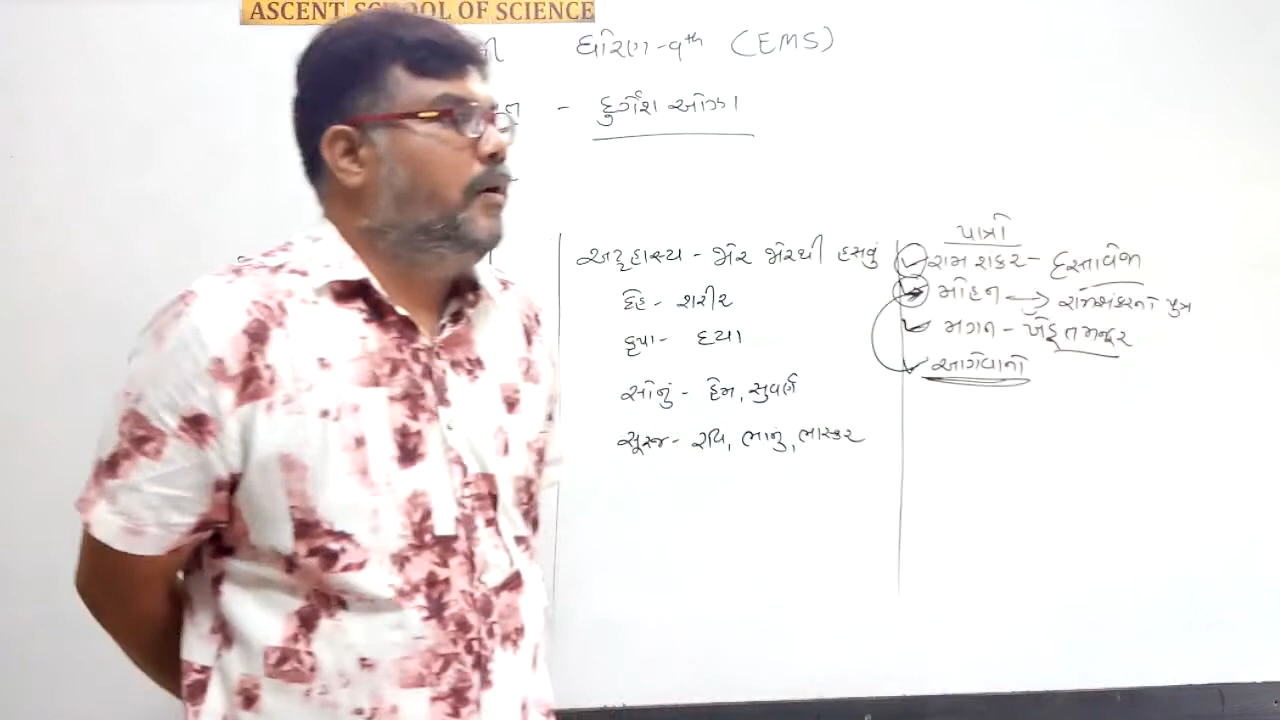 ASCENT SCHOOL OF SCIENCE
ધોરણ-9th (EMS)
- દુર્ગેશ ઓઝા
અટ્ટહાસ્ય - જોર જોરથી હસવું
દેહ - શરીર
કૃપા - દયા
સોનું - હેમ, સુવર્ણ
સૂરજ - રવિ, ભાનું, ભાસ્કર
પાત્રો
રામ શંકર - દસ્તાવેજ
મોહન → રામશંકરનો પુત્ર
મગન - ખેડૂત મજૂર
આગેવાનો